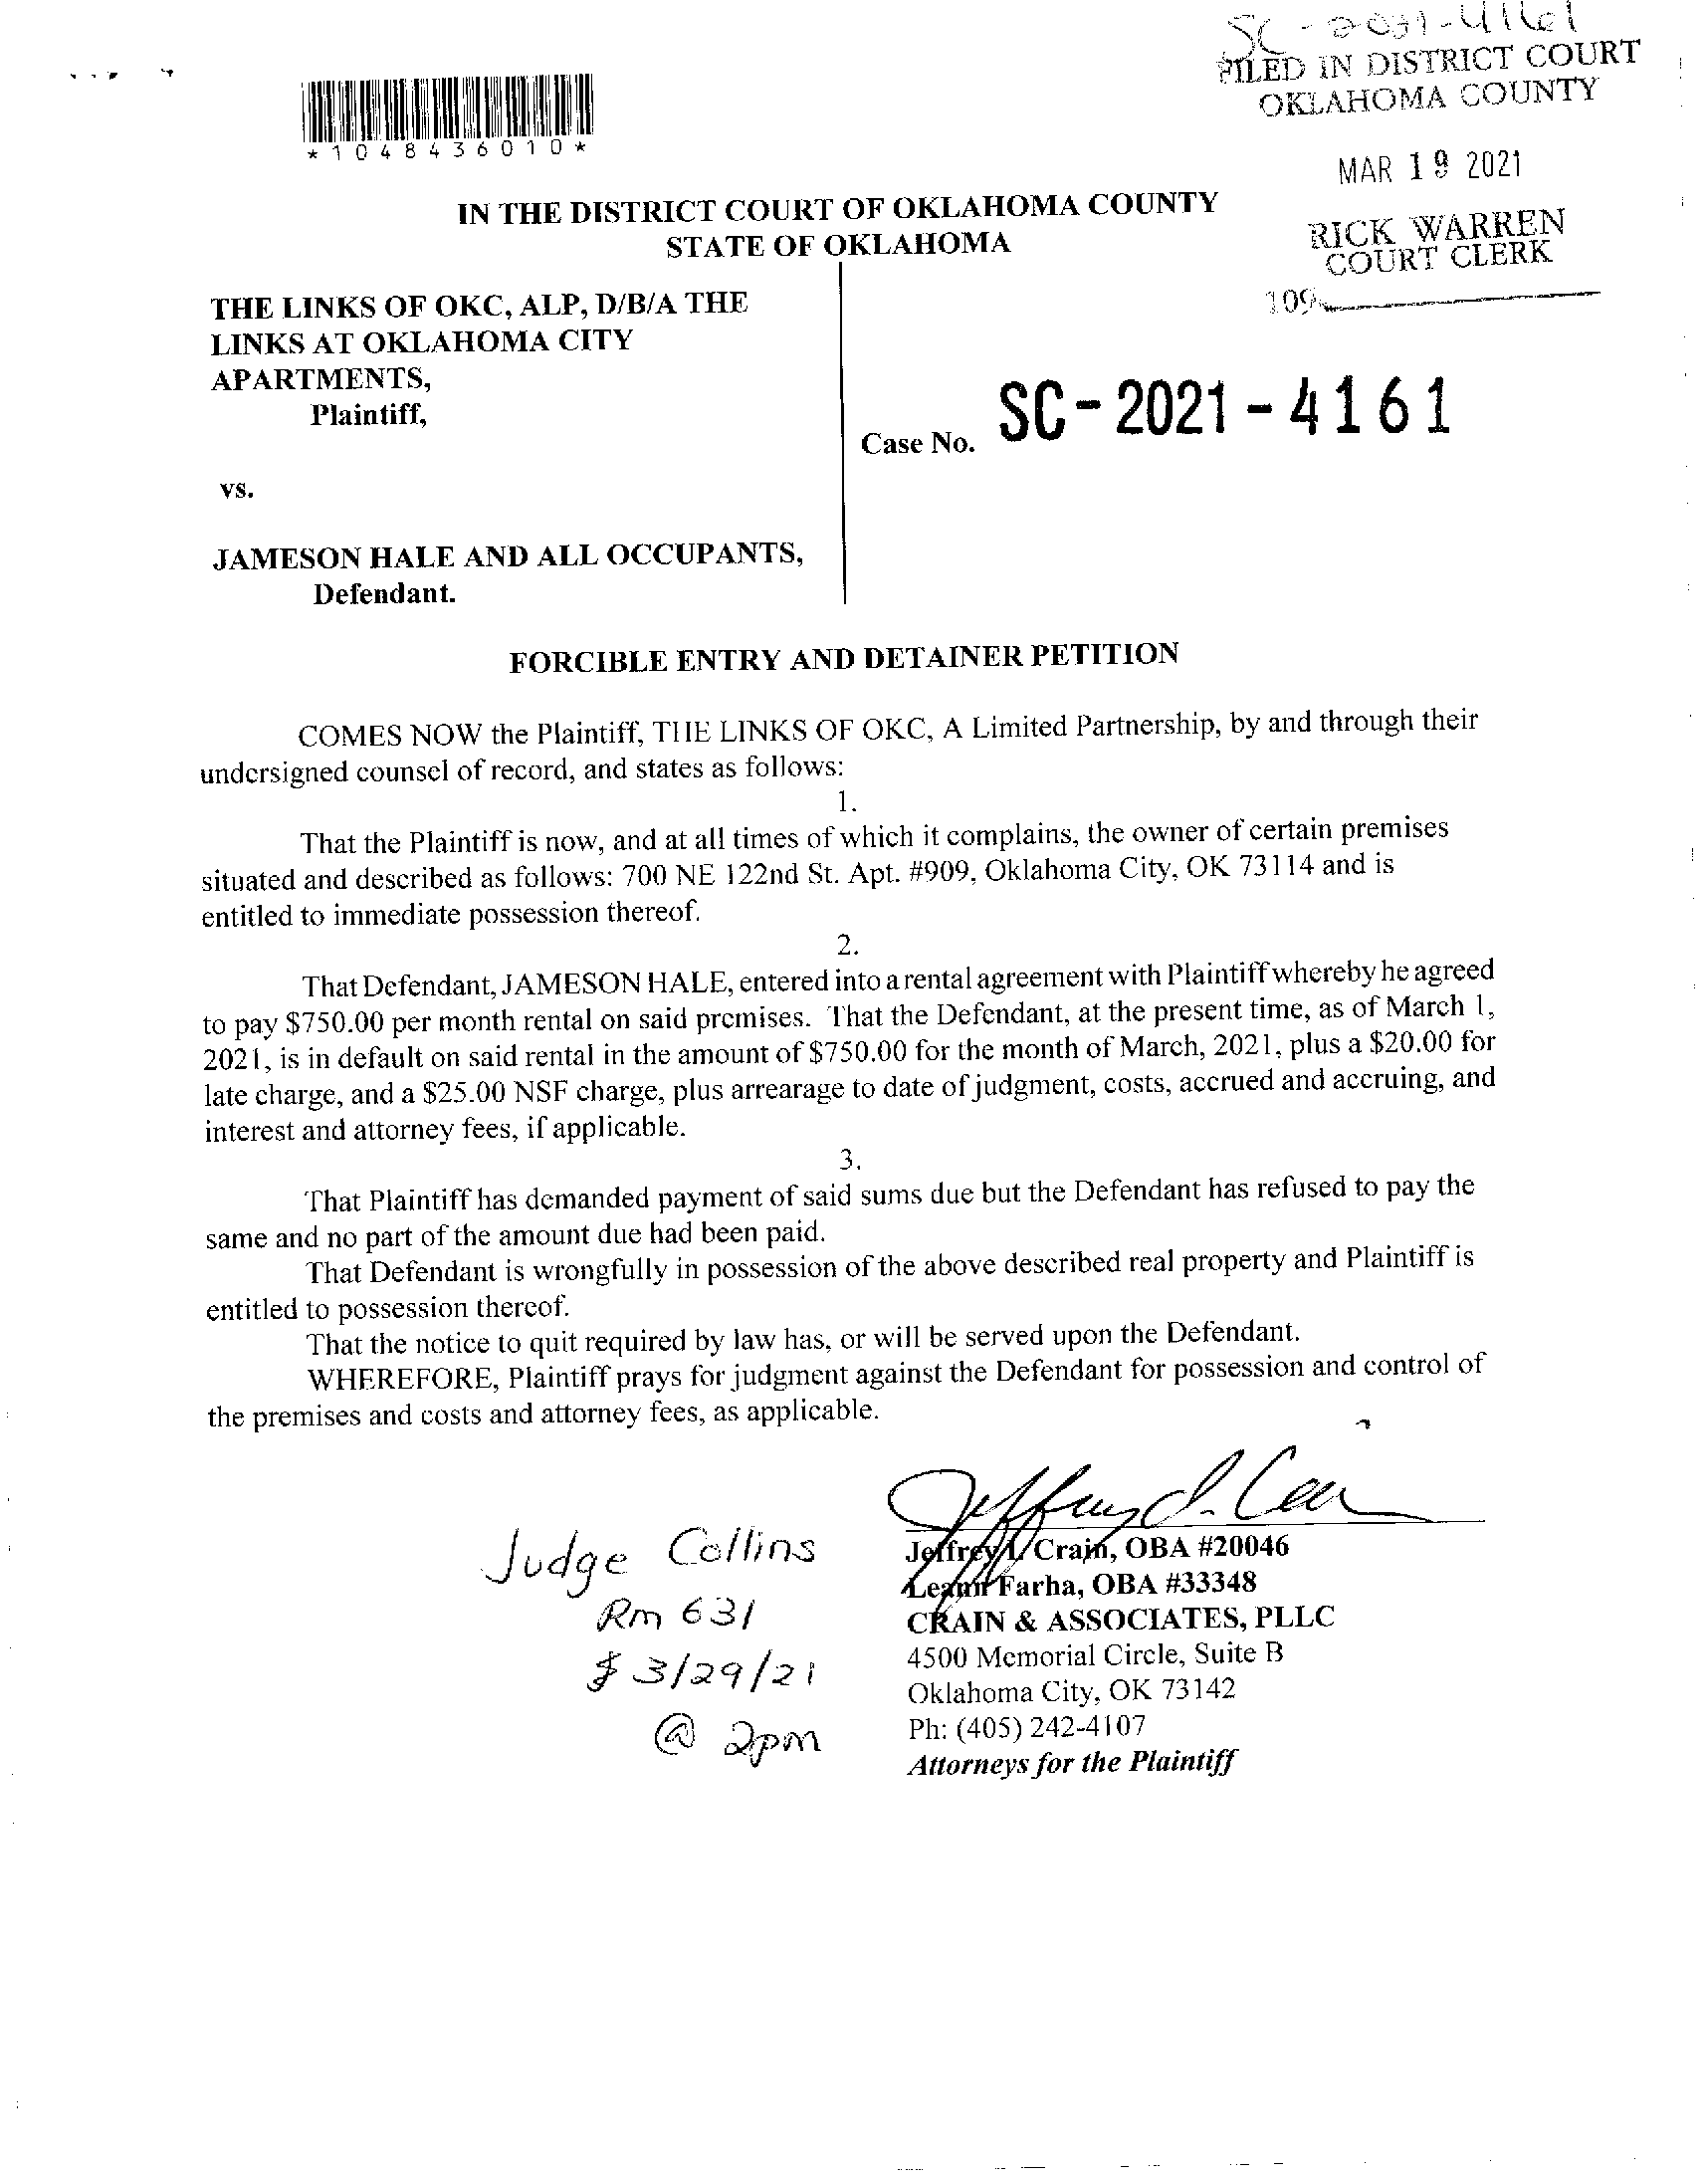 SC-2021-4161
FILED IN DISTRICT COURT
OKLAHOMA COUNTY
*1048436010*
MAR 19 2021
RICK WARREN
COURT CLERK
109
IN THE DISTRICT COURT OF OKLAHOMA COUNTY
STATE OF OKLAHOMA
THE LINKS OF OKC, ALP, D/B/A THE
LINKS AT OKLAHOMA CITY
APARTMENTS,
Plaintiff,
Case No. SC-2021-4161
vs.
JAMESON HALE AND ALL OCCUPANTS,
Defendant.
FORCIBLE ENTRY AND DETAINER PETITION
COMES NOW the Plaintiff, THE LINKS OF OKC, A Limited Partnership, by and through their
undersigned counsel of record, and states as follows:
1.
That the Plaintiff is now, and at all times of which it complains, the owner of certain premises
situated and described as follows: 700 NE 122nd St. Apt. #909, Oklahoma City, OK 73114 and is
entitled to immediate possession thereof.
2.
That Defendant, JAMESON HALE, entered into a rental agreement with Plaintiff whereby he agreed
to pay $750.00 per month rental on said premises. That the Defendant, at the present time, as of March 1,
2021, is in default on said rental in the amount of $750.00 for the month of March, 2021, plus a $20.00 for
late charge, and a $25.00 NSF charge, plus arrearage to date of judgment, costs, accrued and accruing, and
interest and attorney fees, if applicable.
3.
That Plaintiff has demanded payment of said sums due but the Defendant has refused to pay the
same and no part of the amount due had been paid.
That Defendant is wrongfully in possession of the above described real property and Plaintiff is
entitled to possession thereof.
That the notice to quit required by law has, or will be served upon the Defendant.
WHEREFORE, Plaintiff prays for judgment against the Defendant for possession and control of
the premises and costs and attorney fees, as applicable.
Judge Collins
Rm 631
3/29/21
@ 2pm
Jeffrey L. Crain
Jeffrey L. Crain, OBA #20046
Leann Farha, OBA #33348
CRAIN & ASSOCIATES, PLLC
4500 Memorial Circle, Suite B
Oklahoma City, OK 73142
Ph: (405) 242-4107
Attorneys for the Plaintiff